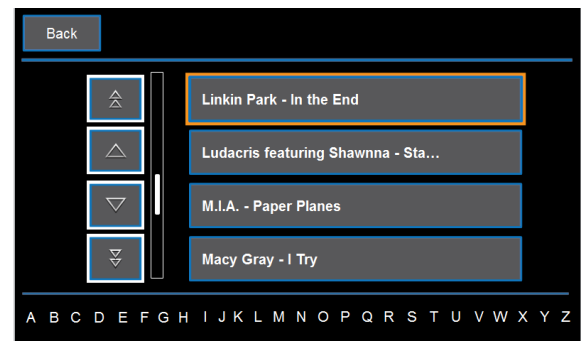 Back
Linkin Park - In the End
Ludacris featuring Shawnna - Sta…
M.I.A. - Paper Planes
Macy Gray - I Try
A B C D E F G H I J K L M N O P Q R S T U V W X Y Z